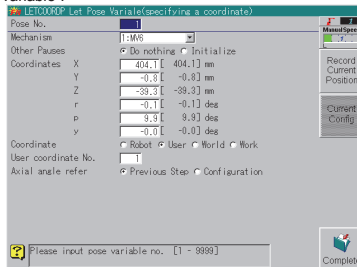 LETCOORDP Let Pose Variale(specifying a coordinate)
Pose No. 1
Manual Spee
Mechanism 1:MV6
Other Pauses Do nothing Initialize
Coordinates X 404.1 [ 404.1] mm
Y -0.8 [ -0.8] mm
Z -39.3 [ -39.3] mm
r -0.1 [ -0.1] deg
p 9.9 [ 9.9] deg
y -0.0 [ -0.0] deg
Record
Current
Position
Current
Config
Coordinate Robot User World Work
User coordinate No. 1
Axial angle refer Previous Step Configuration
Please input pose variable no. [1 - 9999]
Complete